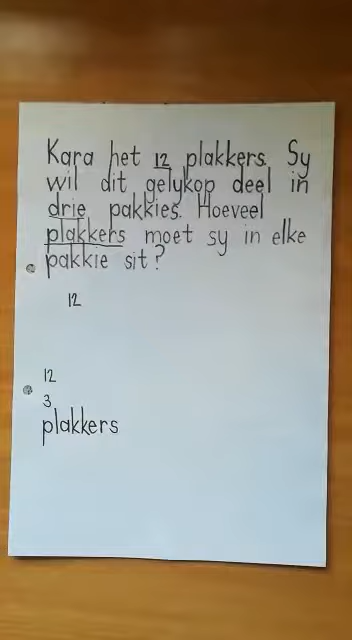 Kara het 12 plakkers. Sy
wil dit gelykop deel in
drie pakkies. Hoeveel
plakkers moet sy in elke
pakkie sit?
12
12
3
plakkers